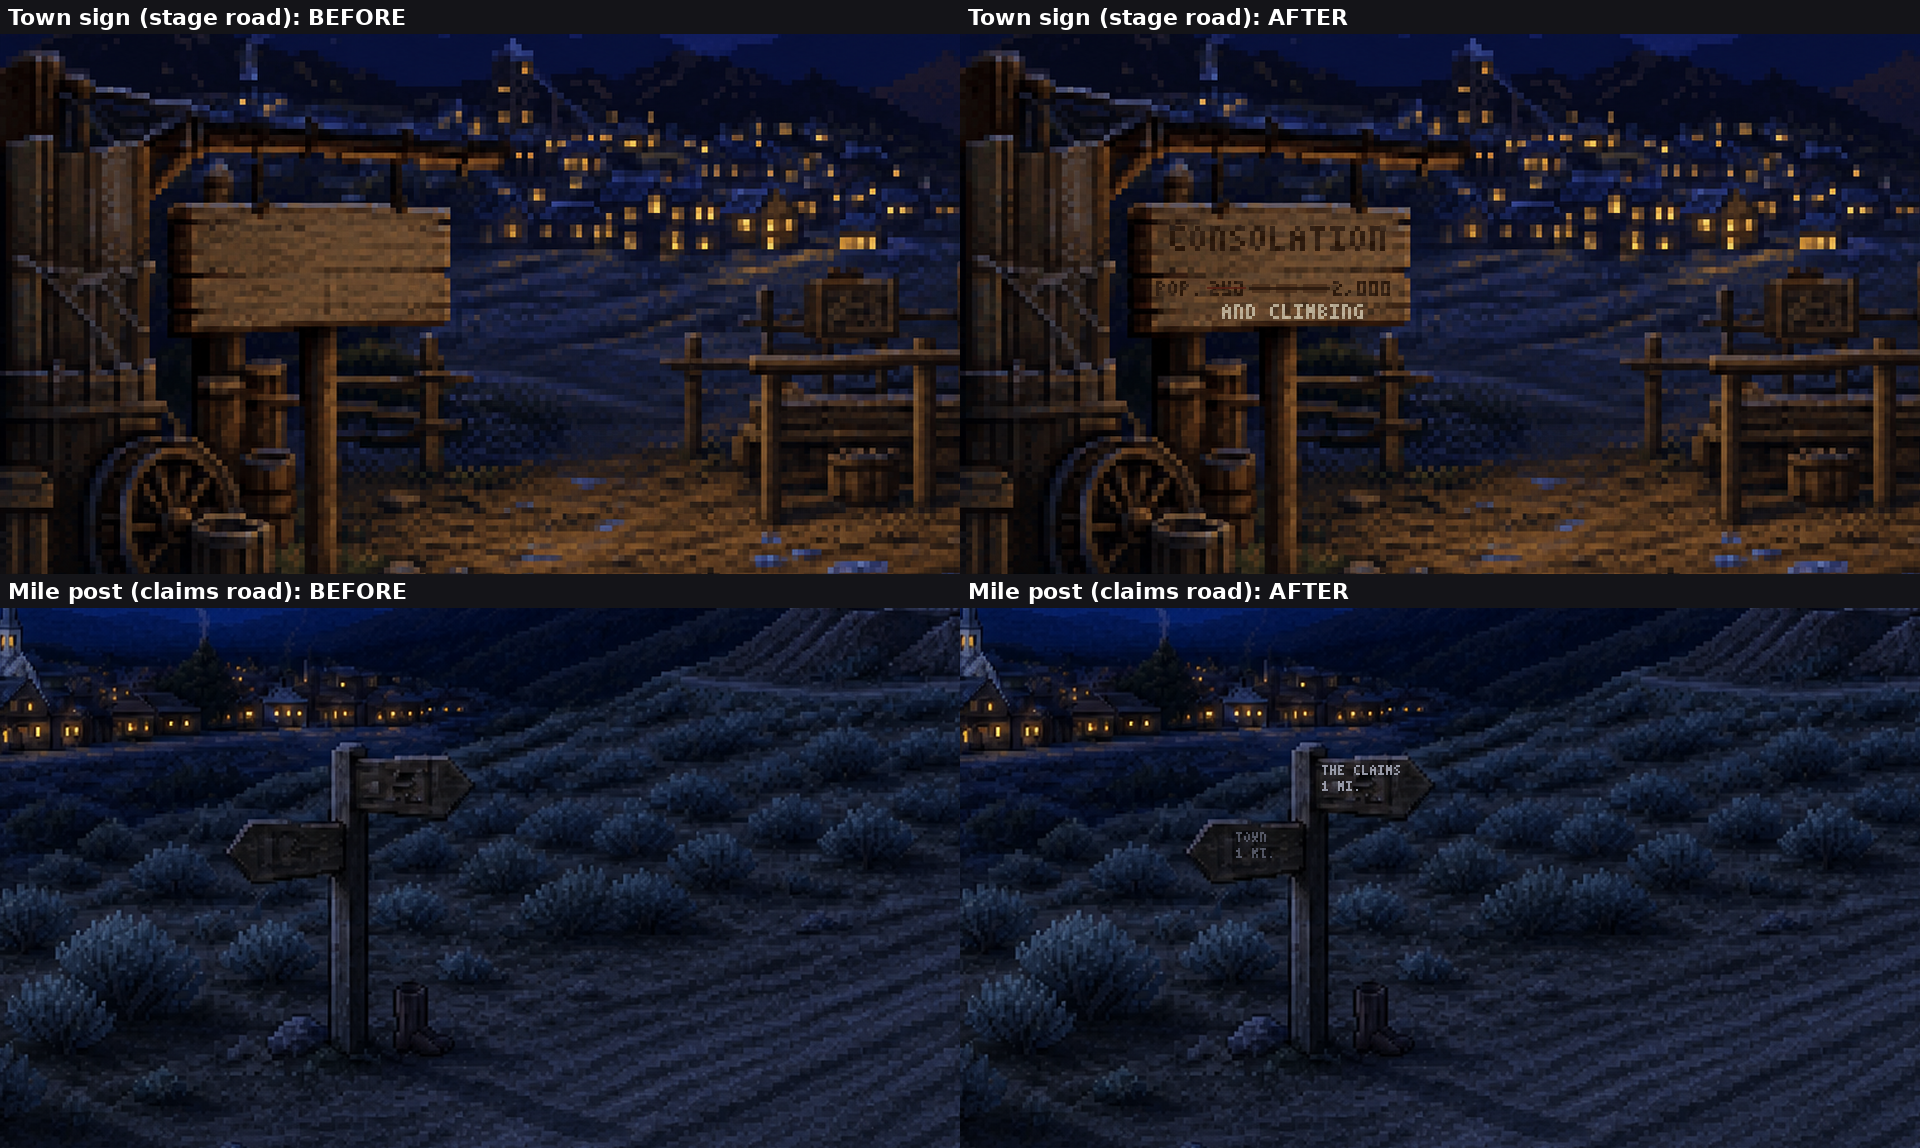 Town sign (stage road): BEFORE
Town sign (stage road): AFTER
CONSOLATION
POP. 2,000
AND CLIMBING
Mile post (claims road): BEFORE
Mile post (claims road): AFTER
THE CLAIMS
1 MI.
TOWN
1